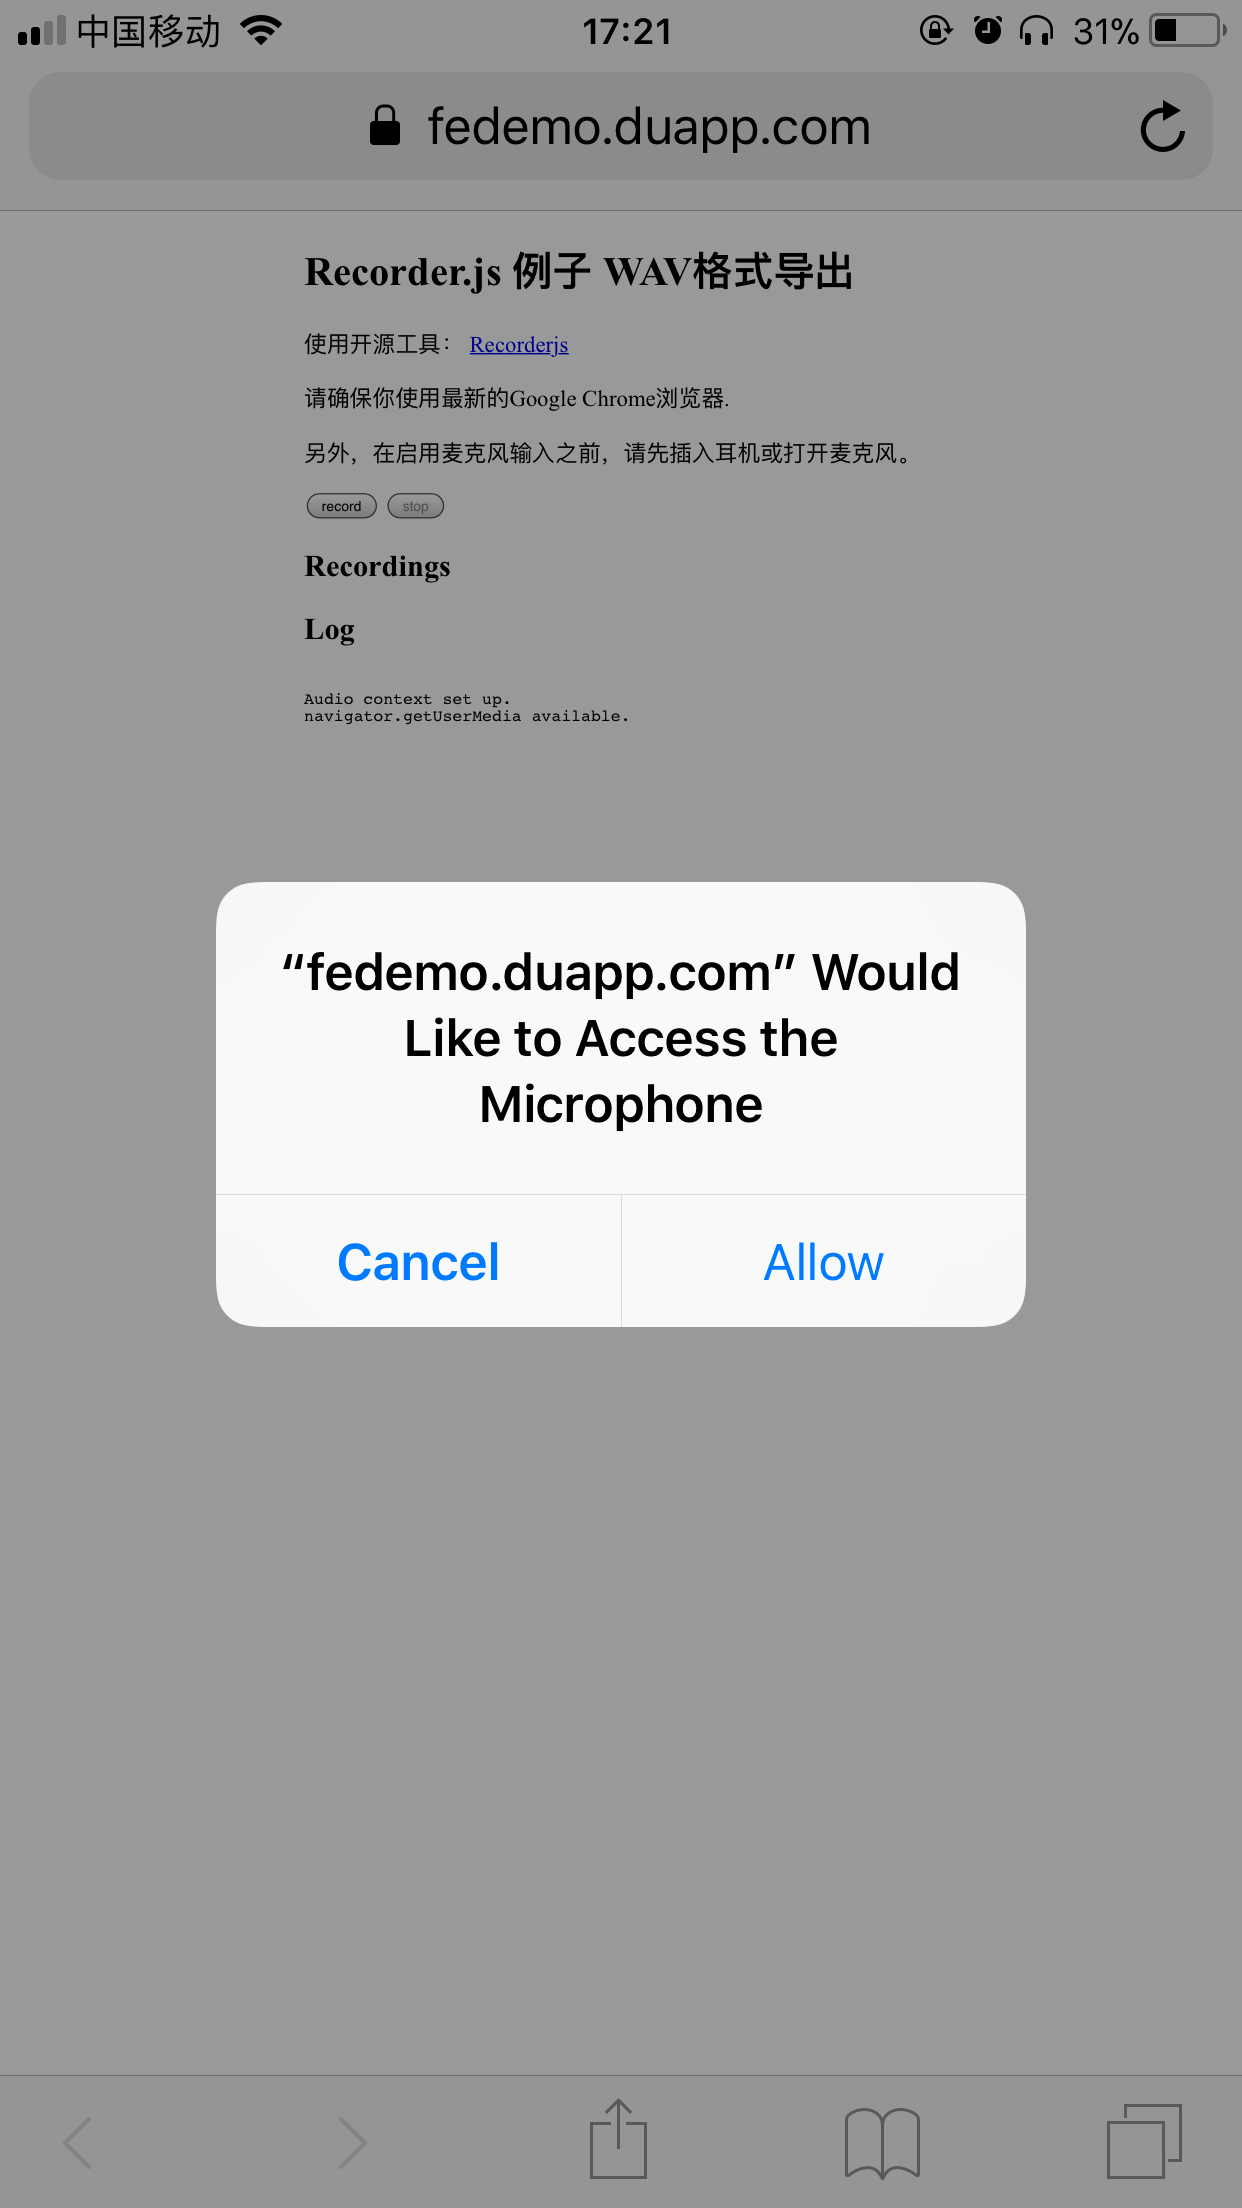 中国移动
17:21
31%
fedemo.duapp.com
Recorder.js 例子 WAV格式导出
使用开源工具： Recorderjs
请确保你使用最新的Google Chrome浏览器.
另外，在启用麦克风输入之前，请先插入耳机或打开麦克风。
record stop
Recordings
Log
Audio context set up.
navigator.getUserMedia available.
“fedemo.duapp.com” Would
Like to Access the
Microphone
Cancel
Allow